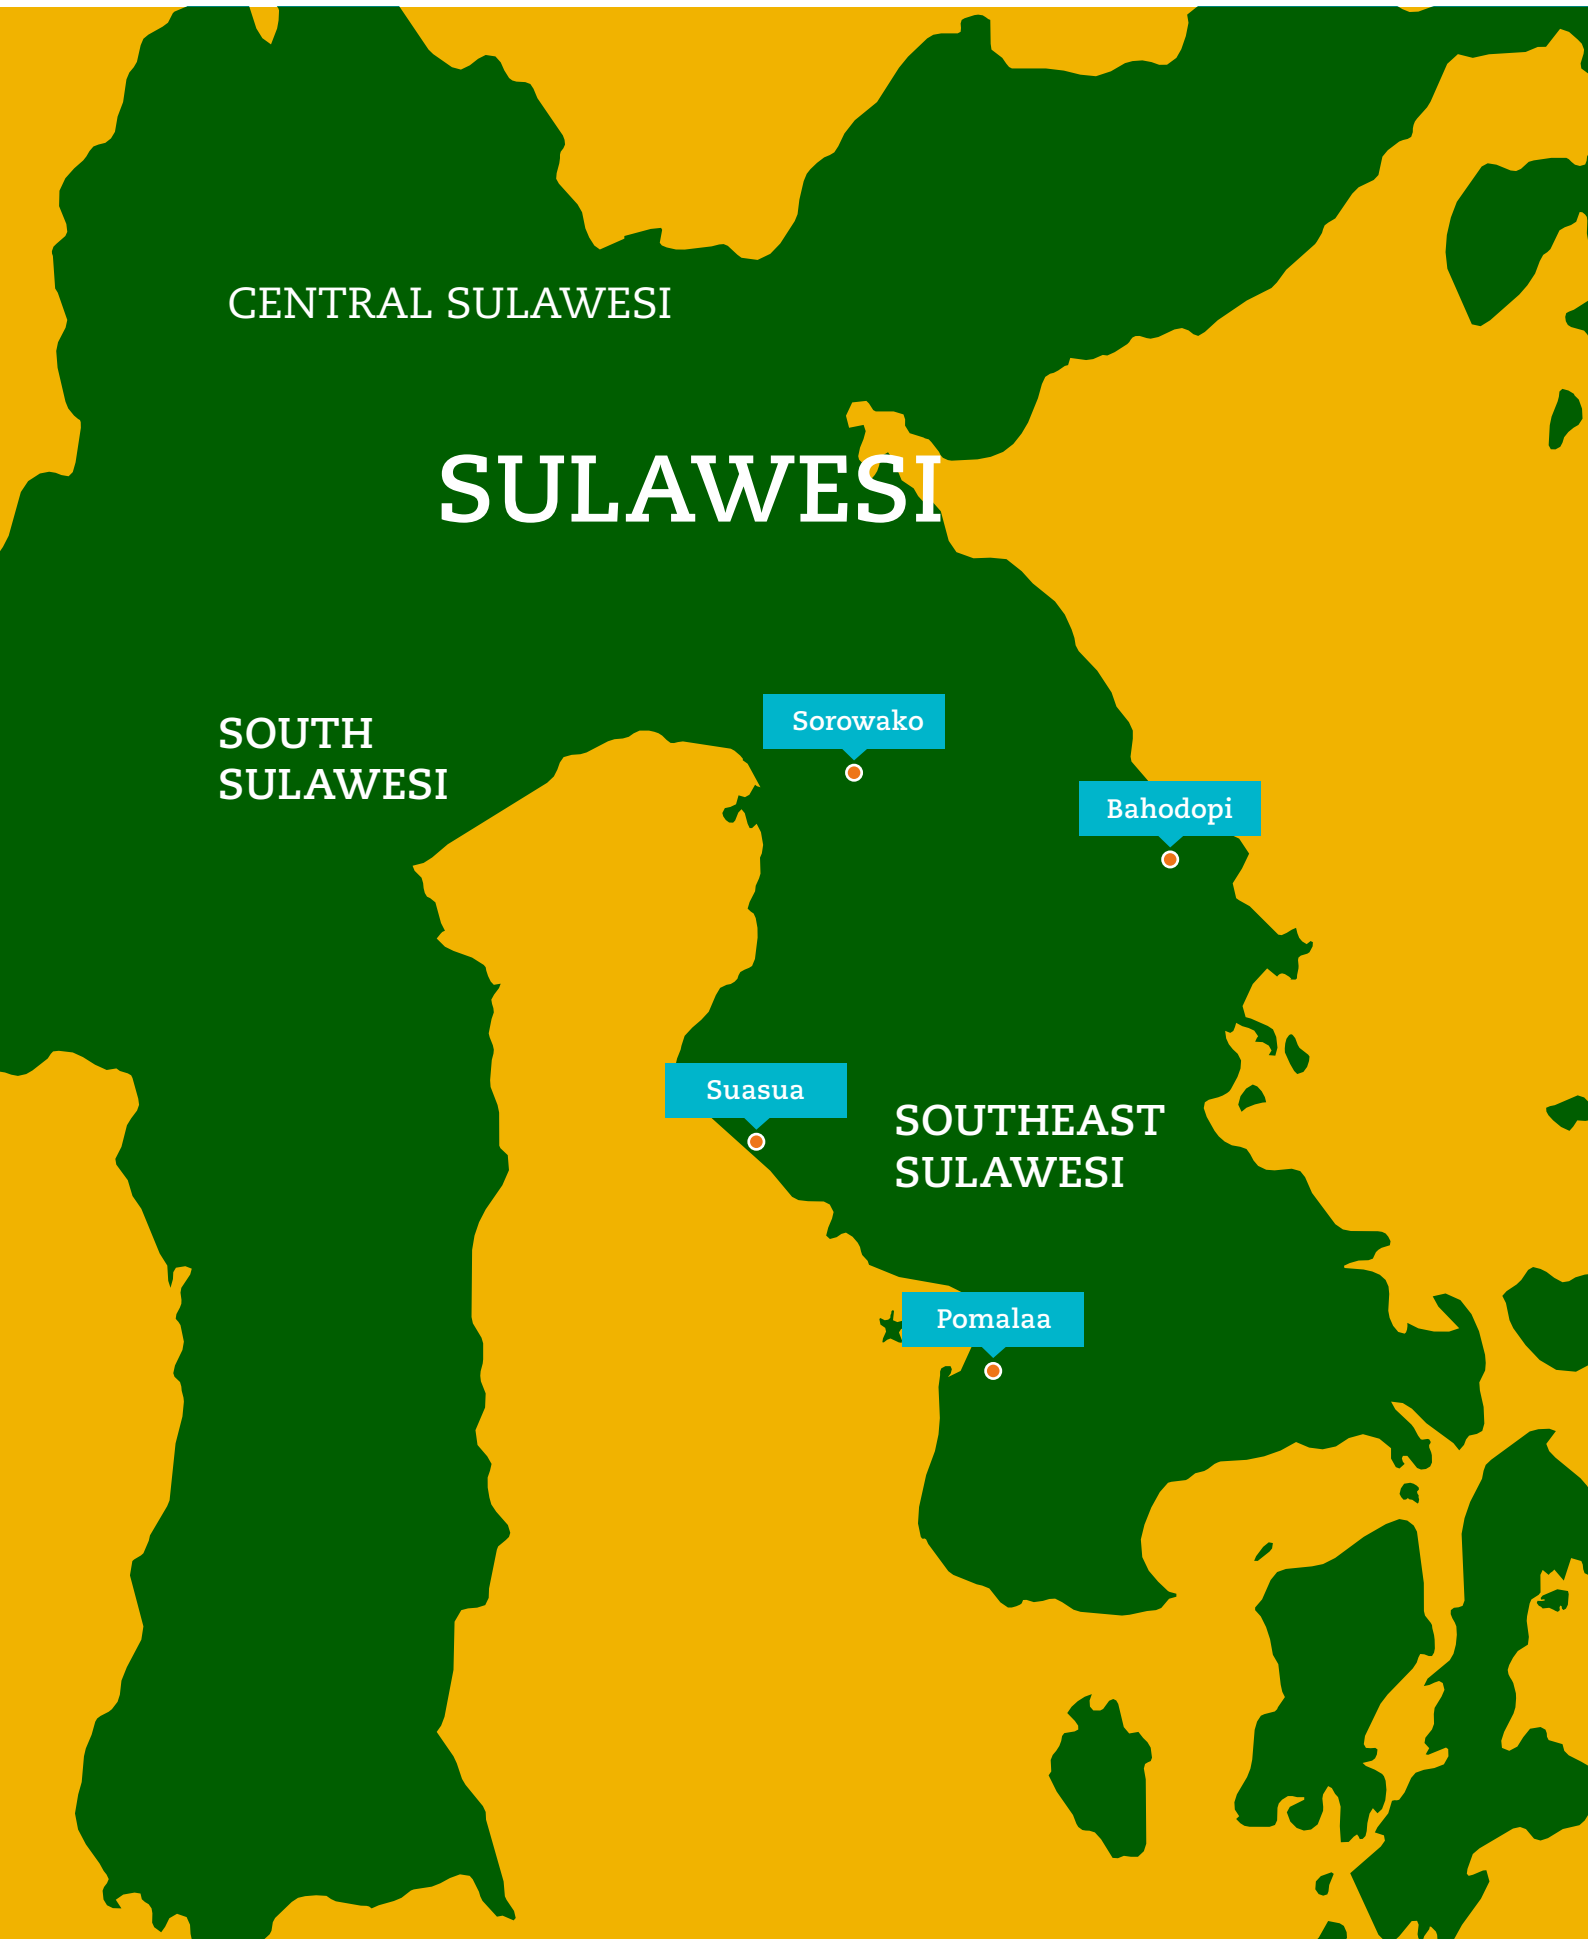 CENTRAL SULAWESI
SULAWESI
SOUTH
SULAWESI
Sorowako
Bahodopi
Suasua
SOUTHEAST
SULAWESI
Pomalaa